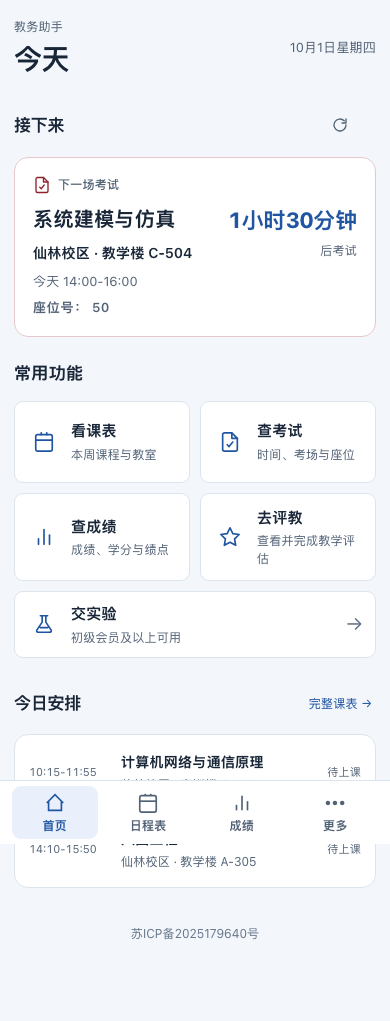 教务助手
今天
10月1日星期四
接下来
下一场考试
系统建模与仿真
1小时30分钟
仙林校区 · 教学楼 C-504
后考试
今天 14:00-16:00
座位号： 50
常用功能
看课表
本周课程与教室
查考试
时间、考场与座位
查成绩
成绩、学分与绩点
去评教
查看并完成教学评
估
交实验
初级会员及以上可用
今日安排
完整课表
计算机网络与通信原理
10:15-11:55
待上课
首页
日程表
成绩
更多
14:10-15:50
待上课
仙林校区 · 教学楼 A-305
苏ICP备2025179640号